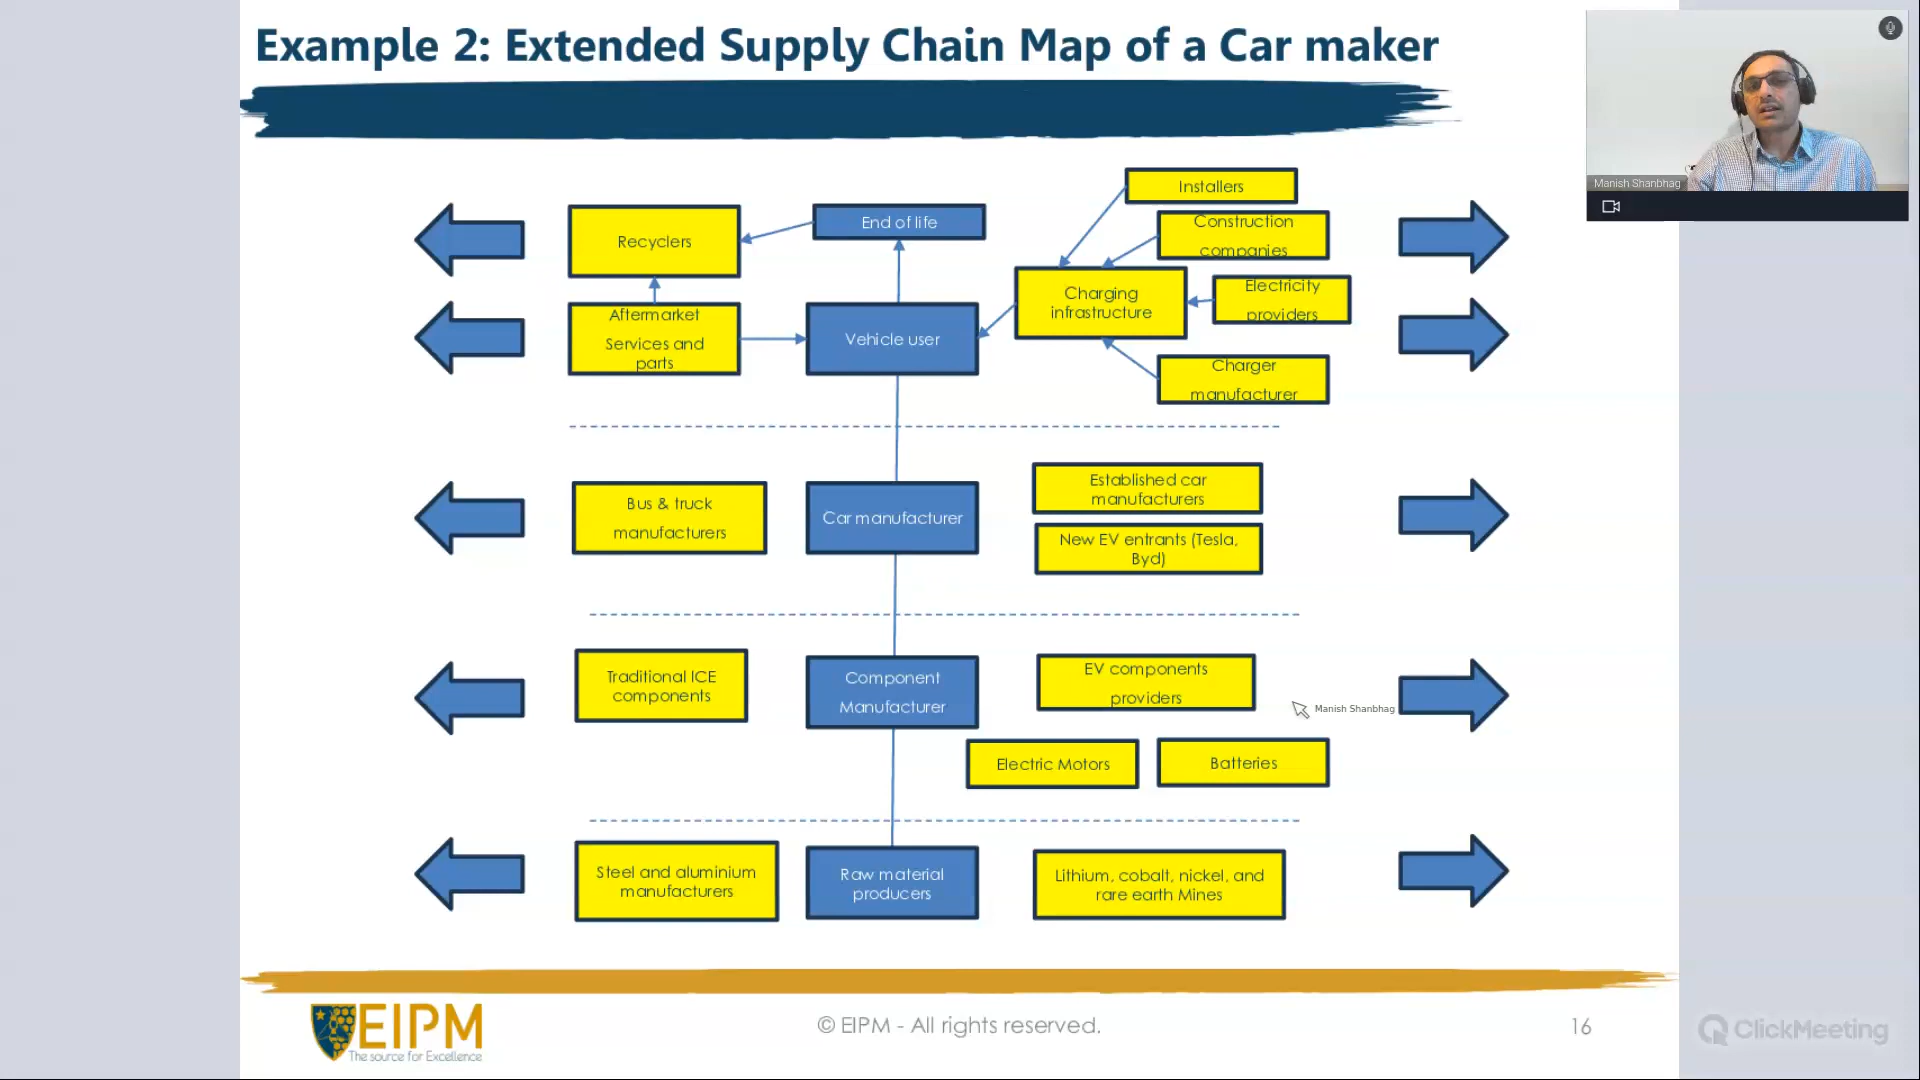 Example 2: Extended Supply Chain Map of a Car maker
Manish Shanbhag
Installers
Recyclers
End of life
Construction
companies
Charging
infrastructure
Electricity
providers
Aftermarket
Services and
parts
Vehicle user
Charger
manufacturer
Bus & truck
manufacturers
Car manufacturer
Established car
manufacturers
New EV entrants (Tesla,
Byd)
Traditional ICE
components
Component
Manufacturer
EV components
providers
Manish Shanbhag
Electric Motors
Batteries
Steel and aluminium
manufacturers
Raw material
producers
Lithium, cobalt, nickel, and
rare earth Mines
EIPM
The source for Excellence
© EIPM - All rights reserved.
16
ClickMeeting